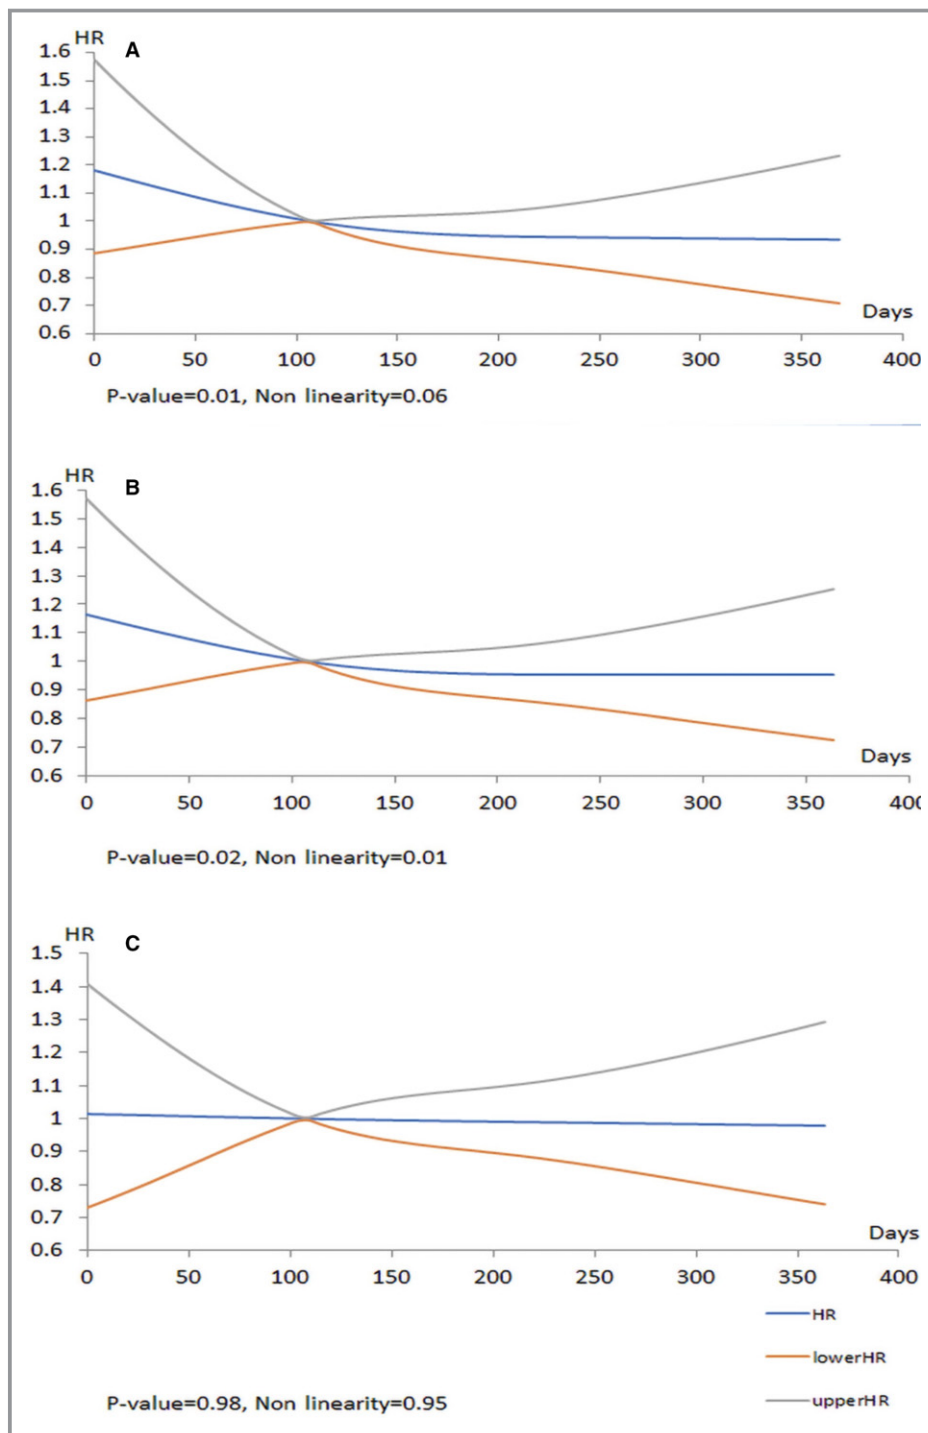 HR
A
1.6
1.5
1.4
1.3
1.2
1.1
1
0.9
0.8
0.7
Days
0.6
0 50 100 150 200 250 300 350 400
P-value=0.01, Non linearity=0.06
HR
B
1.6
1.5
1.4
1.3
1.2
1.1
1
0.9
0.8
0.7
Days
0.6
0 50 100 150 200 250 300 350 400
P-value=0.02, Non linearity=0.01
HR
C
1.5
1.4
1.3
1.2
1.1
1
0.9
0.8
0.7
Days
0.6
0 50 100 150 200 250 300 350 400
HR
lowerHR
upperHR
P-value=0.98, Non linearity=0.95